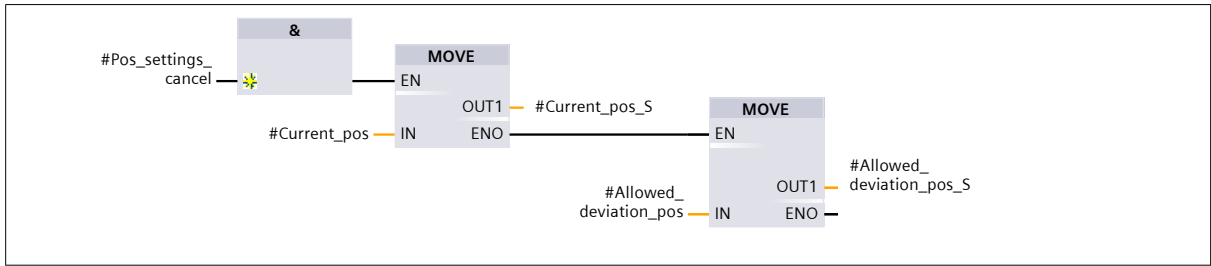 &
#Pos_settings_
cancel
MOVE
EN
OUT1
#Current_pos_S
#Current_pos
IN
ENO
MOVE
EN
#Allowed_
deviation_pos_S
OUT1
#Allowed_
deviation_pos
IN
ENO